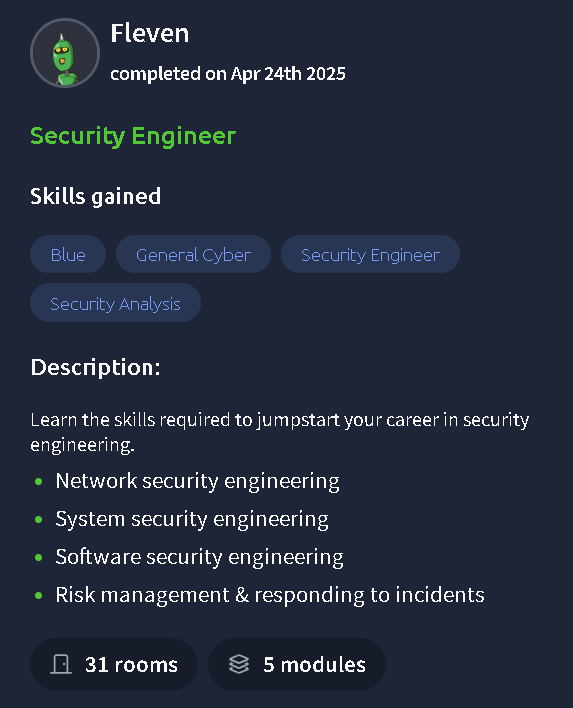 Fleven
completed on Apr 24th 2025
Security Engineer
Skills gained
Blue General Cyber Security Engineer
Security Analysis
Description:
Learn the skills required to jumpstart your career in security
engineering.
Network security engineering
System security engineering
Software security engineering
Risk management & responding to incidents
31 rooms 5 modules